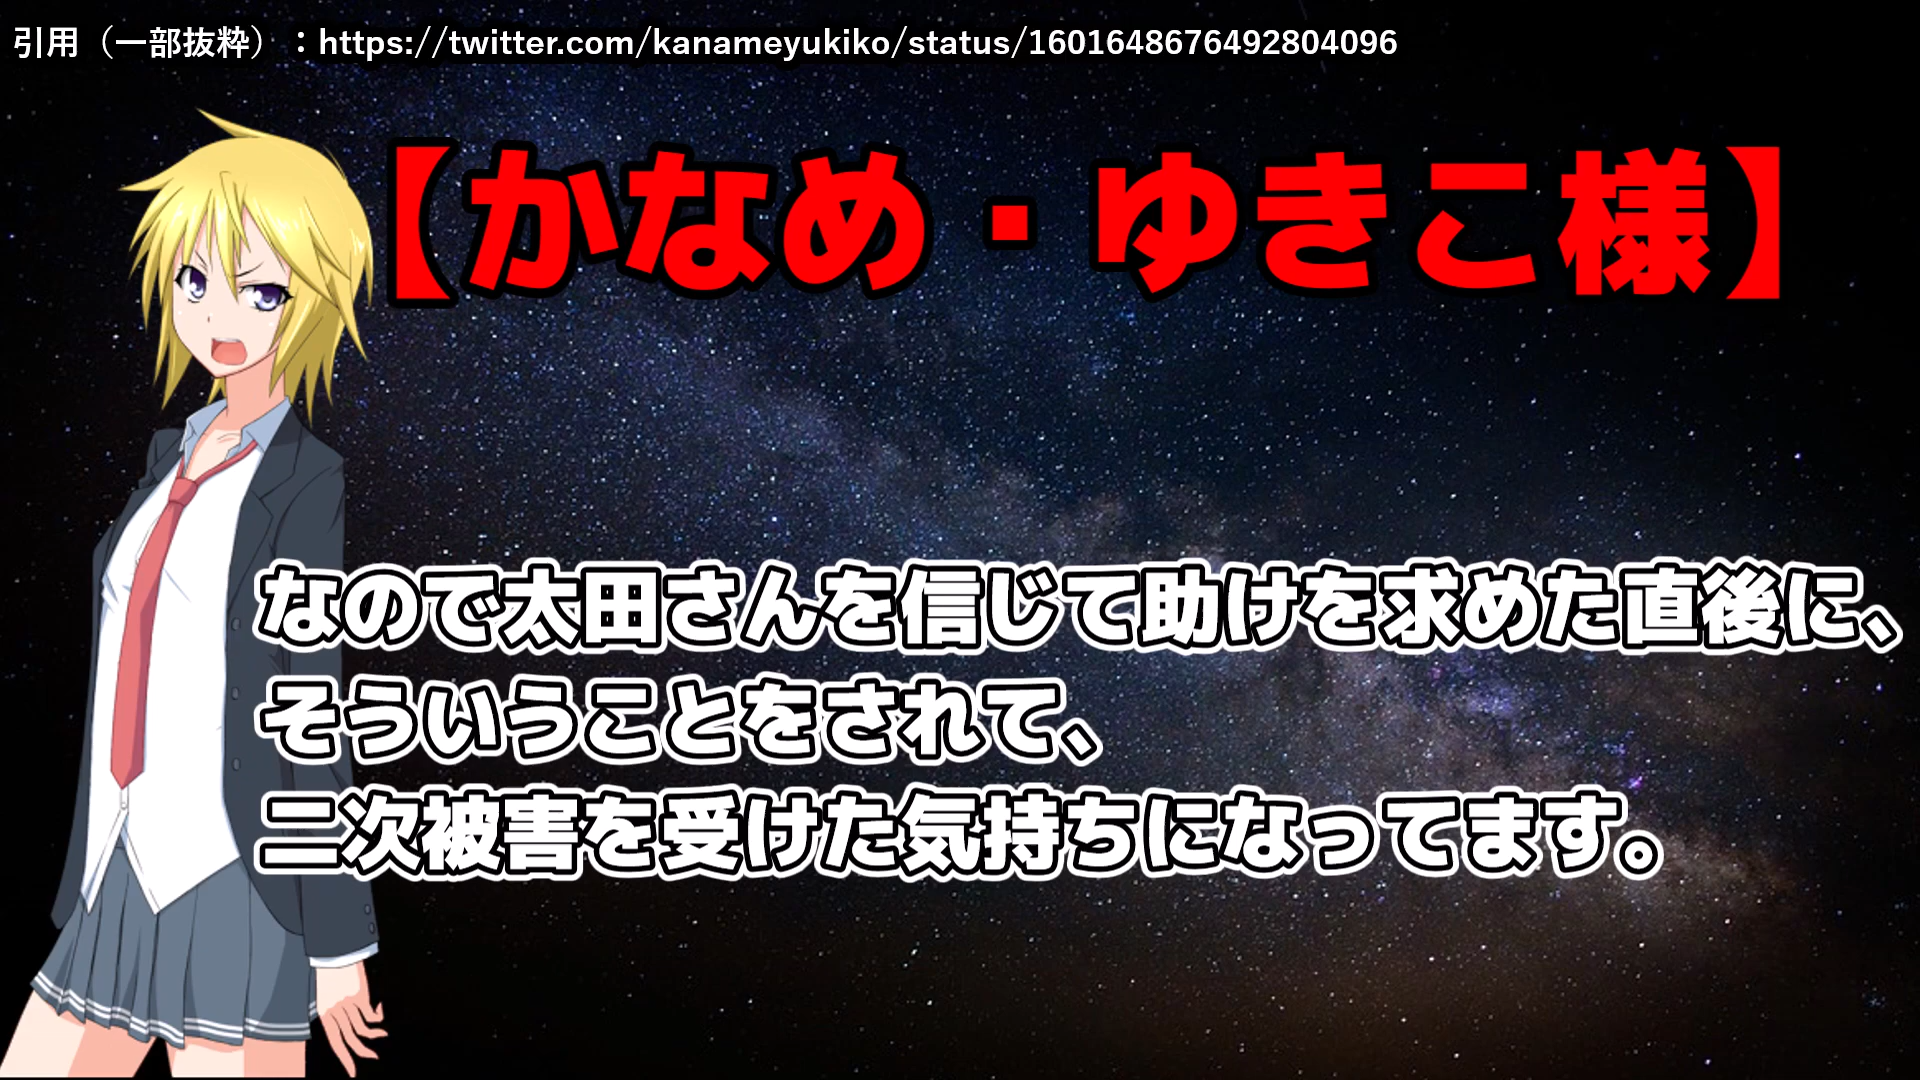 引用（一部抜粋）：https://twitter.com/kanameyukiko/status/1601648676492804096
【かなめ・ゆきこ様】
なので太田さんを信じて助けを求めた直後に、
そういうことをされて、
二次被害を受けた気持ちになってます。